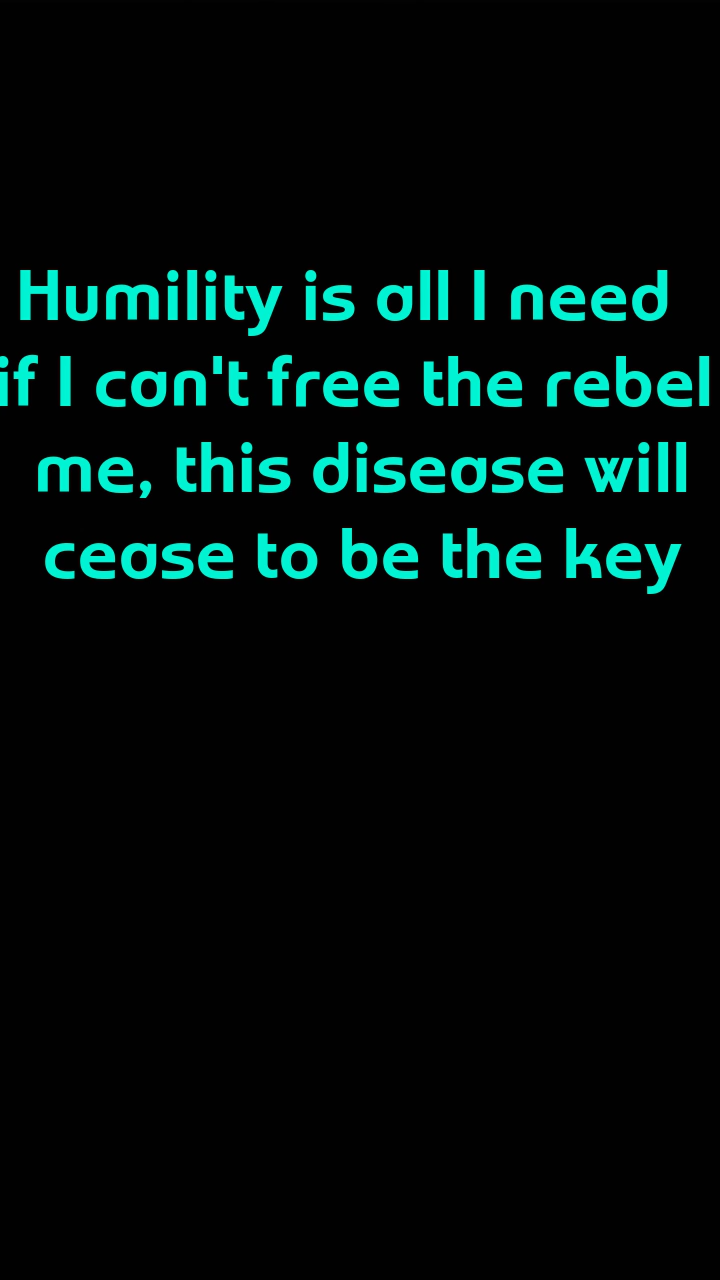 Humility is all I need
if I can't free the rebel
me, this disease will
cease to be the key